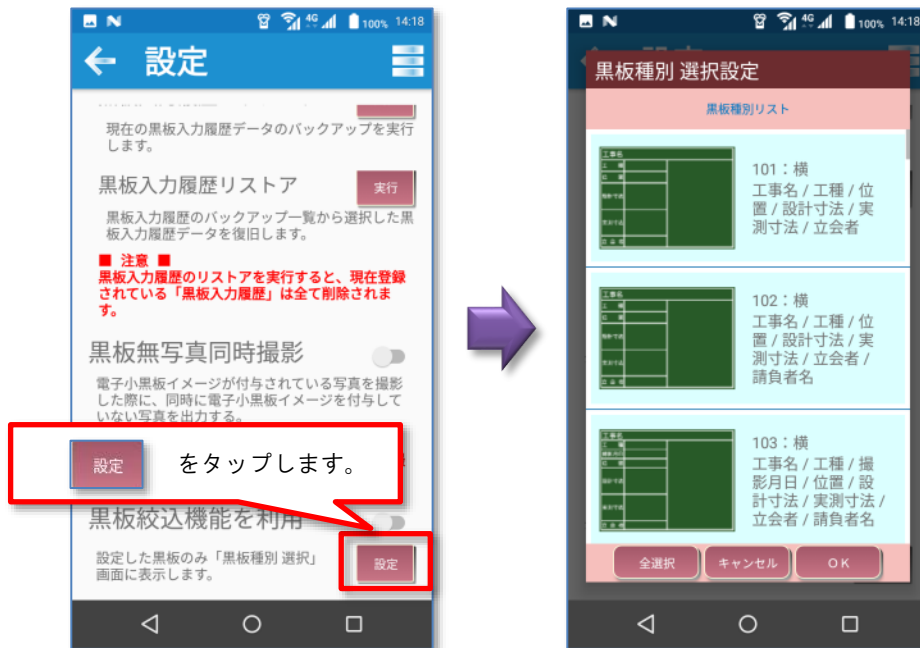 100% 14:18
設定
現在の黒板入力履歴データのバックアップを実行
します。
黒板入力履歴リストア
実行
黒板入力履歴のバックアップ一覧から選択した黒
板入力履歴データを復旧します。
■ 注意 ■
黒板入力履歴のリストアを実行すると、現在登録
されている「黒板入力履歴」は全て削除されま
す。
黒板無写真同時撮影
電子小黒板イメージが付与されている写真を撮影
した際に、同時に電子小黒板イメージを付与して
いない写真を出力する。
設定 をタップします。
黒板絞込機能を利用
設定した黒板のみ「黒板種別 選択」
画面に表示します。
設定
4G 100% 14:18
黒板種別 選択設定
黒板種別リスト
工事名
101：横
工事名 / 工種 / 位
置 / 設計寸法 / 実
測寸法 / 立会者
工事名
102：横
工事名 / 工種 / 位
置 / 設計寸法 / 実
測寸法 / 立会者 /
請負者名
工事名
103：横
工事名 / 工種 / 撮
影月日 / 位置 / 設
計寸法 / 実測寸法 /
立会者 / 請負者名
全選択 キャンセル OK